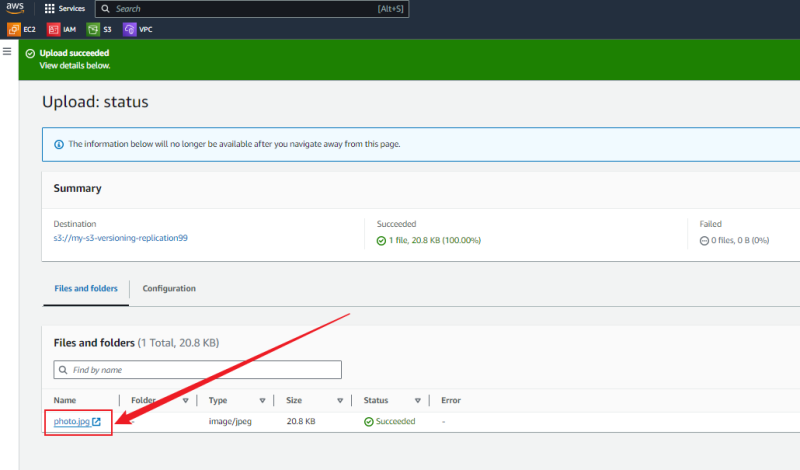 aws Services Search [Alt+S]
EC2 IAM S3 VPC
Upload succeeded
View details below.
Upload: status
The information below will no longer be available after you navigate away from this page.
Summary
Destination Succeeded Failed
s3://my-s3-versioning-replication99 1 file, 20.8 KB (100.00%) 0 files, 0 B (0%)
Files and folders Configuration
Files and folders (1 Total, 20.8 KB)
Find by name
Name Folder Type Size Status Error
photo.jpg - image/jpeg 20.8 KB Succeeded -